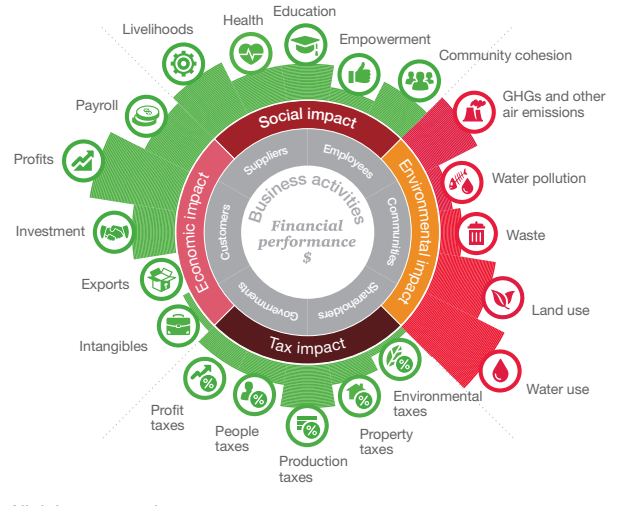 Education
Health
Livelihoods
Empowerment
Community cohesion
GHGs and other
air emissions
Payroll
Social impact
Profits
Suppliers
Employees
Water pollution
Economic impact
Environmental impact
Business activities
Customers
Communities
Investment
Financial
performance
$
Waste
Exports
Governments
Shareholders
Land use
Intangibles
Tax impact
Water use
Profit
taxes
%
People
taxes
%
Production
taxes
%
Property
taxes
%
Environmental
taxes
%